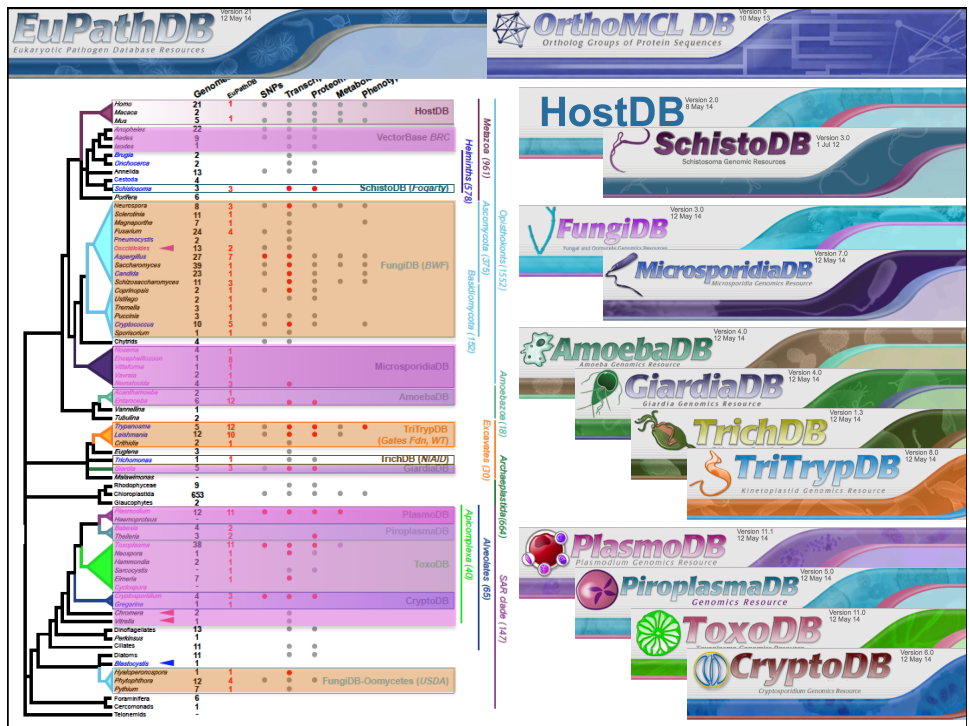 EuPathDB
Version 21
12 May 14
Eukaryotic Pathogen Database Resources
OrthoMCL DB
Version 5
10 May 13
Ortholog Groups of Protein Sequences
EuPathDB SNPs Phenoty
Homo 21 1
Macaca 2
Mus 5 1
HostDB
Anopheles 22
Aedes 9
Ixodes 1
VectorBase BRC
Brugia 2
Onchocerca 2
Annelida 13
Cestoda 4
Schistosoma 3 3 SchistoDB (Fogarty)
Porifera 6
Neurospora 8 3
Sclerotinia 11 1
Magnaporthe 7 1
Fusarium 24 4
Pneumocystis 2
Coccidioides 13 2
Aspergillus 27 7
Saccharomyces 39 1
Candida 23 1
Schizosaccharomyces 11 3
Coprinopsis 2 1
Ustilago 2 1
Tremella 3 1
Puccinia 3 1
Cryptococcus 10 5
Sporisorium 1 1
FungiDB (BWF)
Chytrids 4
Nosema 4 1
Encephalitozoon 1 8
Vittaforma 1 1
Vavraia 2 1
Nematocida 4 3
MicrosporidiaDB
Acanthamoeba 2 1
Entamoeba 6 12
AmoebaDB
Vannellina 1
Tubulina 2
Trypanosoma 5 12
Leishmania 12 10
Crithidia 2 1
TriTrypDB
(Gates Fdn, WT)
Euglena 3
Trichomonas 1 1 TrichDB (NIAID)
Giardia 5 3 GiardiaDB
Malawimonas -
Rhodophyceae 9
Chloroplastida 653
Glaucophytes 2
Plasmodium 12 11 PlasmoDB
Haemoproteus -
Babesia 4 2
Theileria 3 2
PiroplasmaDB
Toxoplasma 38 11
Neospora 1 1
Hammondia 2 1
Sarcocystis - 1
Eimeria 7 1
Cyclospora -
ToxoDB
Cryptosporidium 4 3
Gregarine 1 1
CryptoDB
Chromera 2
Vitrella 1
Dinoflagellates 13
Perkinsus 1
Ciliates 11
Diatoms 11
Blastocystis 1
Hyaloperonospora 1 1
Phytophthora 12 4
Pythium 7 1
FungiDB-Oomycetes (USDA)
Foraminifera 6
Cercomonads 1
Telonemids -
Metazoa (961)
Helminths (578)
Opisthokonts (1552)
Ascomycota (375)
Basidiomycota (152)
Amoebazoa (18)
Excavates (30)
Archaeplastida (664)
Apicomplexa (40)
Alveolates (65)
SAR clade (147)
HostDB
Version 2.0
8 May 14
SchistoDB
Version 3.0
1 Jul 12
Schistosoma Genomic Resources
FungiDB
Version 3.0
12 May 14
Fungal and Oomycete Genomics Resources
MicrosporidiaDB
Version 7.0
12 May 14
Microsporidia Genomics Resource
AmoebaDB
Version 4.0
12 May 14
Amoeba Genomics Resource
GiardiaDB
Version 4.0
12 May 14
Giardia Genomics Resource
TrichDB
Version 1.3
12 May 14
TriTrypDB
Version 8.0
12 May 14
Kinetoplastid Genomics Resource
PlasmoDB
Version 11.1
12 May 14
Plasmodium Genomics Resource
PiroplasmaDB
Version 5.0
12 May 14
Genomics Resource
ToxoDB
Version 11.0
12 May 14
CryptoDB
Version 6.0
12 May 14
Cryptosporidium Genomics Resource